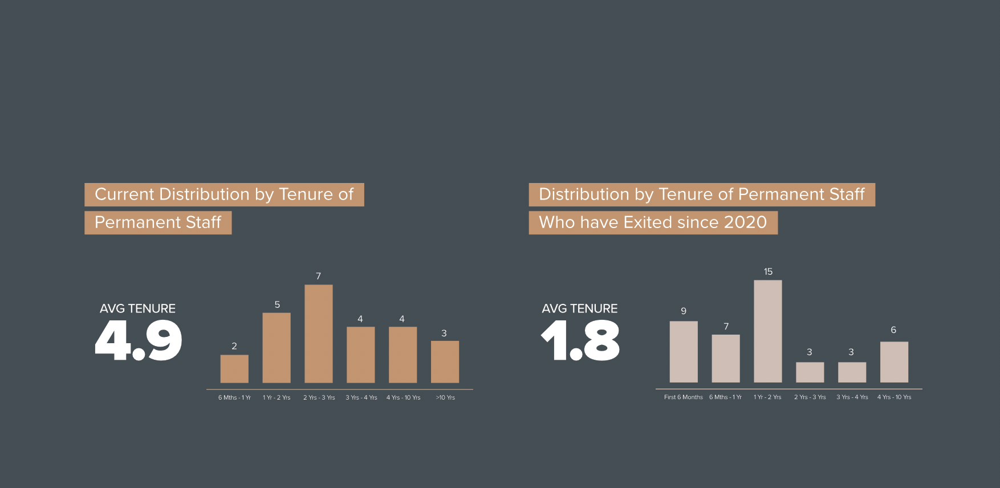 Current Distribution by Tenure of
Permanent Staff
AVG TENURE
4.9
2
5
7
4
4
3
6 Mths - 1 Yr
1 Yr - 2 Yrs
2 Yrs - 3 Yrs
3 Yrs - 4 Yrs
4 Yrs - 10 Yrs
>10 Yrs
Distribution by Tenure of Permanent Staff
Who have Exited since 2020
AVG TENURE
1.8
9
7
15
3
3
6
First 6 Months
6 Mths - 1 Yr
1 Yr - 2 Yrs
2 Yrs - 3 Yrs
3 Yrs - 4 Yrs
4 Yrs - 10 Yrs